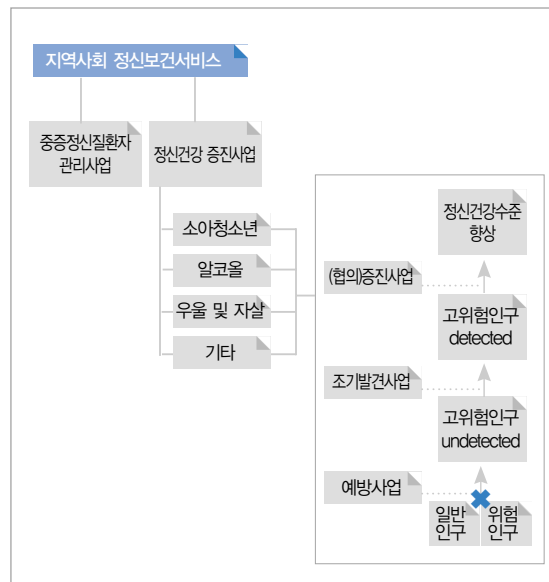 지역사회 정신보건서비스
중증정신질환자
관리사업
정신건강 증진사업
소아청소년
알코올
우울 및 자살
기타
정신건강수준
향상
(협의)증진사업
고위험인구
detected
조기발견사업
고위험인구
undetected
예방사업
일반
인구
위험
인구